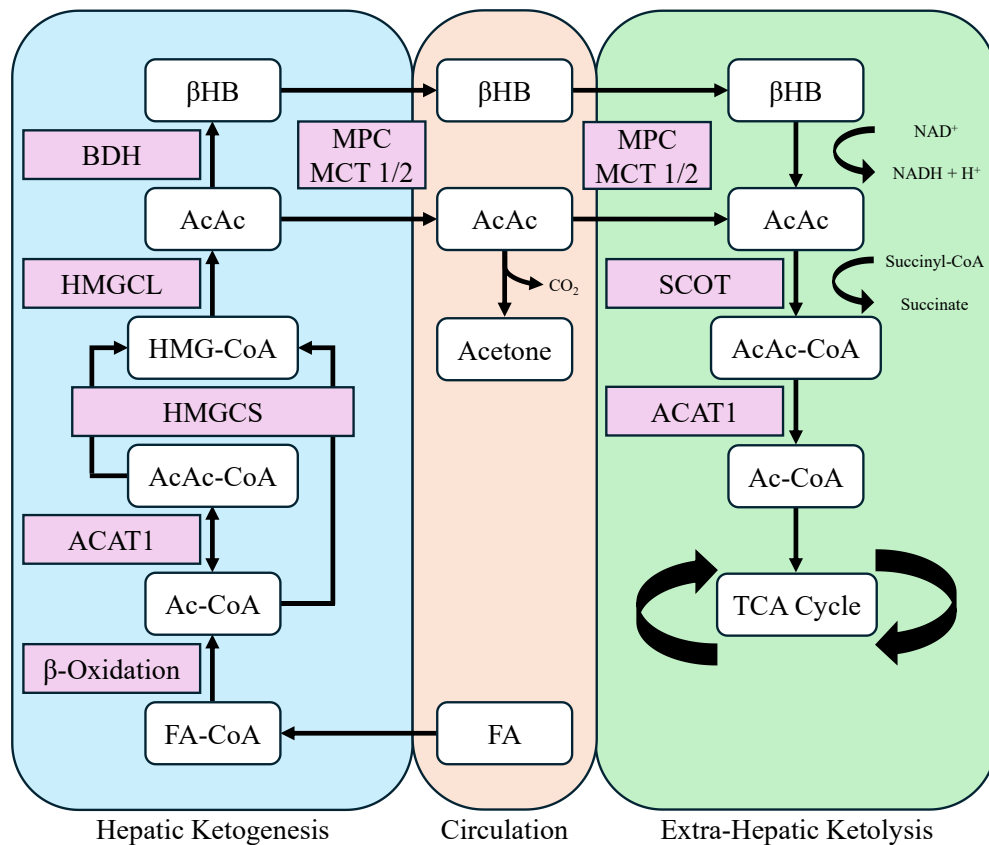 βHB
βHB
βHB
BDH
MPC
MCT 1/2
MPC
MCT 1/2
NAD⁺
NADH + H⁺
AcAc
AcAc
AcAc
HMGCL
CO₂
SCOT
Succinyl-CoA
Succinate
HMG-CoA
Acetone
AcAc-CoA
HMGCS
ACAT1
AcAc-CoA
Ac-CoA
ACAT1
Ac-CoA
TCA Cycle
β-Oxidation
FA-CoA
FA
Hepatic Ketogenesis
Circulation
Extra-Hepatic Ketolysis